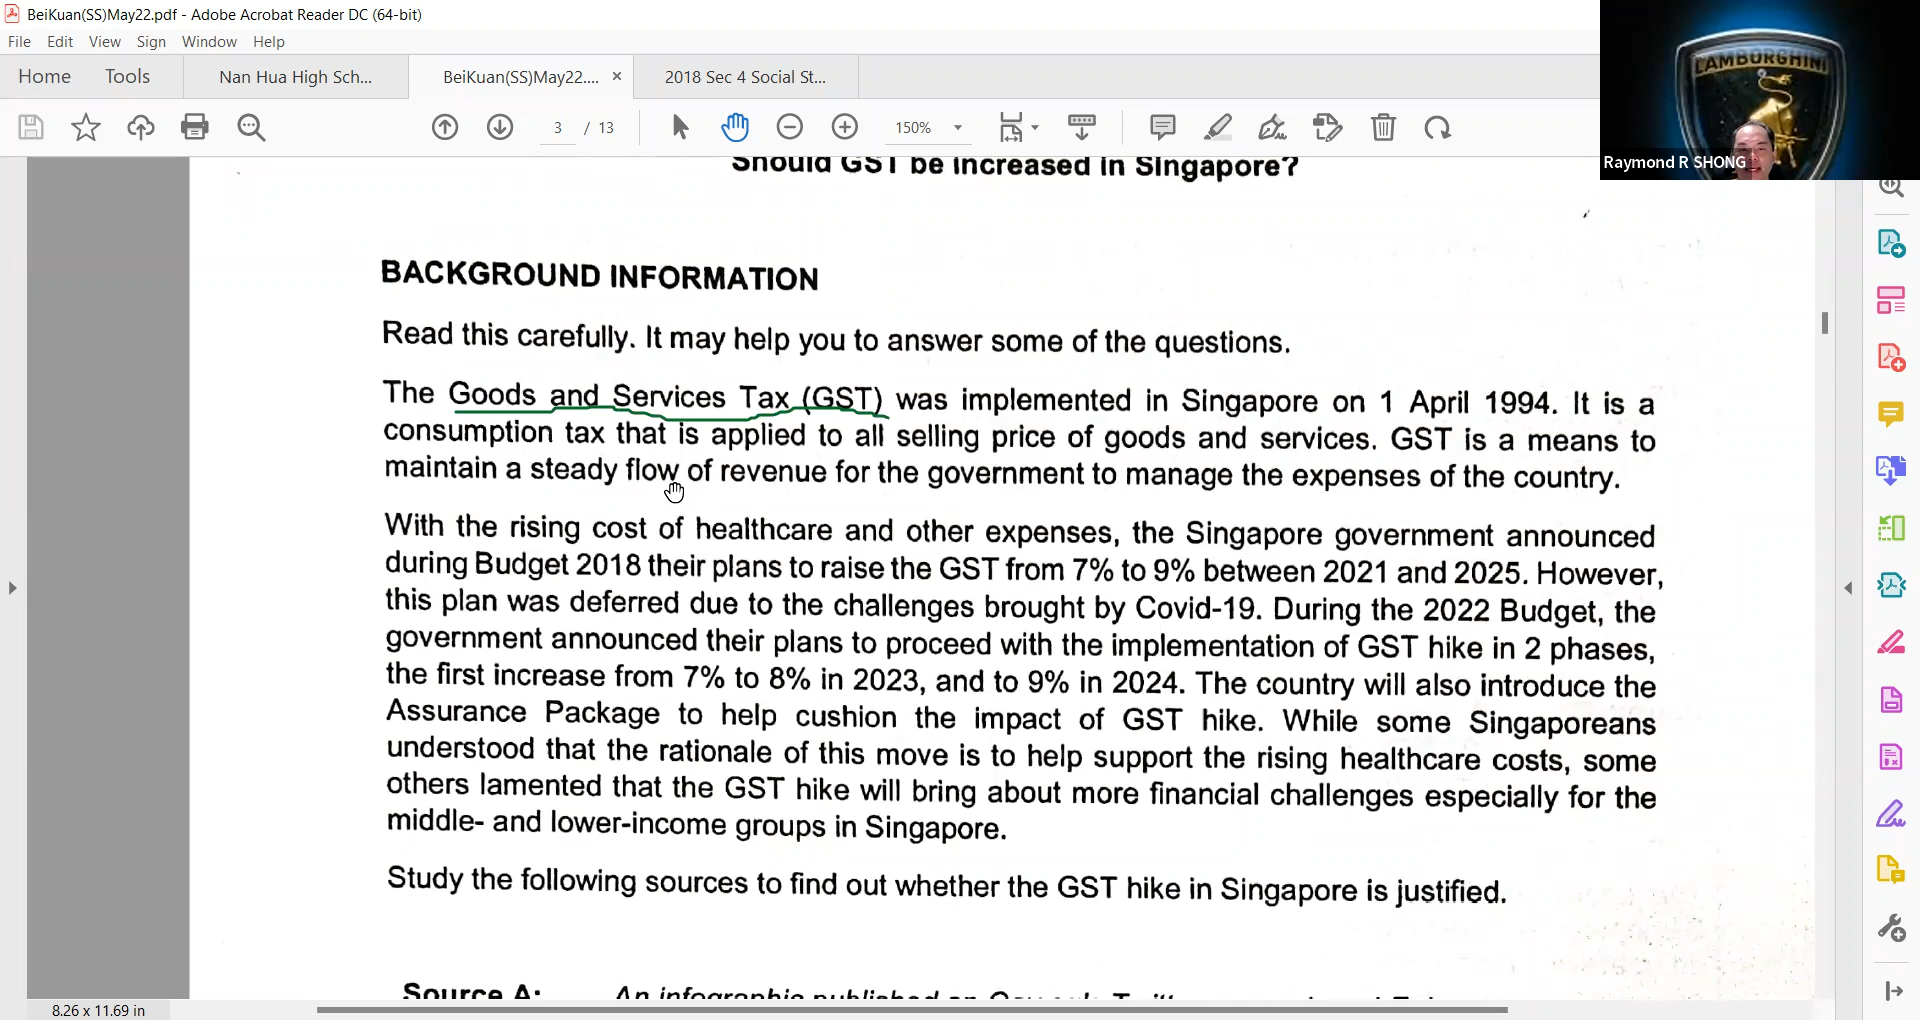 BeiKuan(SS)May22.pdf - Adobe Acrobat Reader DC (64-bit)
File Edit View Sign Window Help
Home Tools Nan Hua High Sch... BeiKuan(SS)May22.... × 2018 Sec 4 Social St...
3 / 13 150%
LAMBORGHINI
Raymond R SHONG
Should GST be increased in Singapore?
BACKGROUND INFORMATION
Read this carefully. It may help you to answer some of the questions.
The Goods and Services Tax (GST) was implemented in Singapore on 1 April 1994. It is a
consumption tax that is applied to all selling price of goods and services. GST is a means to
maintain a steady flow of revenue for the government to manage the expenses of the country.
With the rising cost of healthcare and other expenses, the Singapore government announced
during Budget 2018 their plans to raise the GST from 7% to 9% between 2021 and 2025. However,
this plan was deferred due to the challenges brought by Covid-19. During the 2022 Budget, the
government announced their plans to proceed with the implementation of GST hike in 2 phases,
the first increase from 7% to 8% in 2023, and to 9% in 2024. The country will also introduce the
Assurance Package to help cushion the impact of GST hike. While some Singaporeans
understood that the rationale of this move is to help support the rising healthcare costs, some
others lamented that the GST hike will bring about more financial challenges especially for the
middle- and lower-income groups in Singapore.
Study the following sources to find out whether the GST hike in Singapore is justified.
Source A: An infographic published on
8.26 x 11.69 in